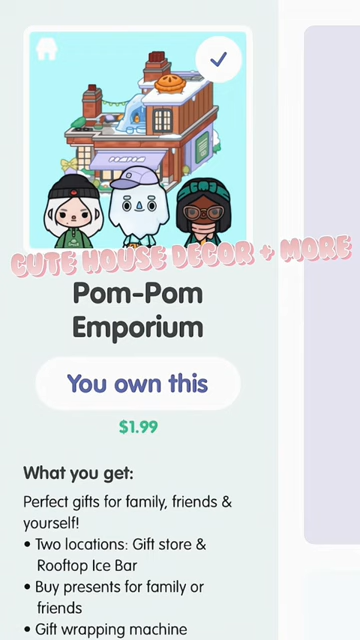 CUTE HOUSE DECOR + MORE
Pom-Pom
Emporium
You own this
$1.99
What you get:
Perfect gifts for family, friends &
yourself!
• Two locations: Gift store &
Rooftop Ice Bar
• Buy presents for family or
friends
• Gift wrapping machine